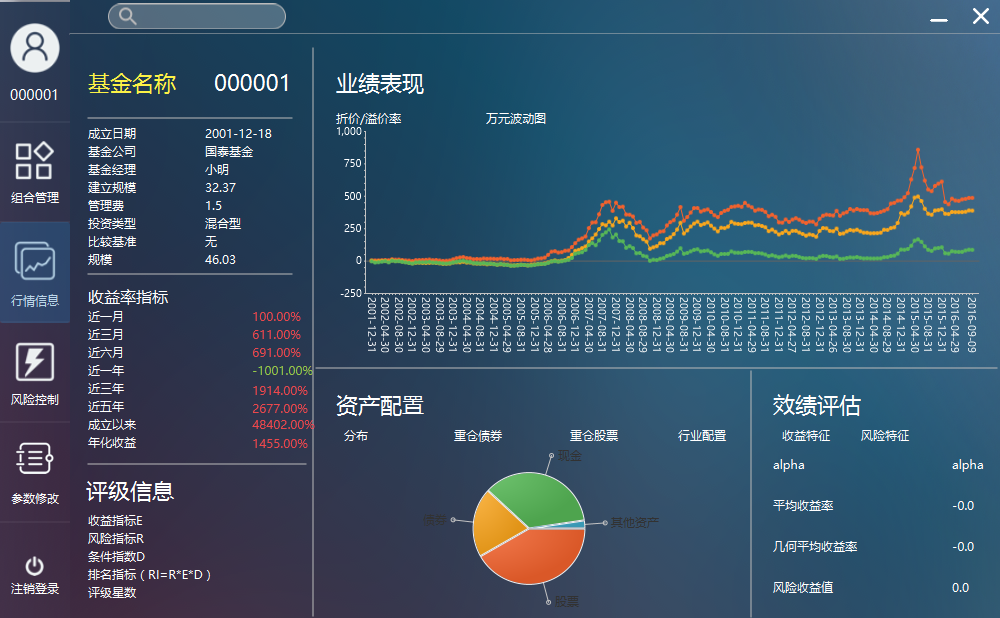 000001
组合管理
行情信息
风险控制
参数修改
注销登录
基金名称 000001
成立日期 2001-12-18
基金公司 国泰基金
基金经理 小明
建立规模 32.37
管理费 1.5
投资类型 混合型
比较基准 无
规模 46.03
收益率指标
近一月 100.00%
近三月 611.00%
近六月 691.00%
近一年 -1001.00%
近三年 1914.00%
近五年 2677.00%
成立以来 48402.00%
年化收益 1455.00%
评级信息
收益指标E
风险指标R
条件指数D
排名指标（RI=R*E*D）
评级星数
业绩表现
折价/溢价率 万元波动图
1,000
750
500
250
0
-250
2001-12-31
2002-04-30
2002-08-30
2002-12-31
2003-04-30
2003-08-29
2003-12-31
2004-04-30
2004-08-31
2004-12-31
2005-04-29
2005-08-31
2005-12-31
2006-04-28
2006-08-31
2006-12-31
2007-04-30
2007-08-31
2007-12-31
2008-04-30
2008-08-29
2008-12-31
2009-04-30
2009-08-31
2009-12-31
2010-04-30
2010-08-31
2010-12-31
2011-04-29
2011-08-31
2011-12-31
2012-04-27
2012-08-31
2012-12-31
2013-04-26
2013-08-30
2013-12-31
2014-04-30
2014-08-29
2014-12-31
2015-04-30
2015-08-31
2015-12-31
2016-04-29
2016-09-09
资产配置
分布 重仓债券 重仓股票 行业配置
现金
债券
其他资产
股票
效绩评估
收益特征 风险特征
alpha alpha
平均收益率 -0.0
几何平均收益率 -0.0
风险收益值 0.0